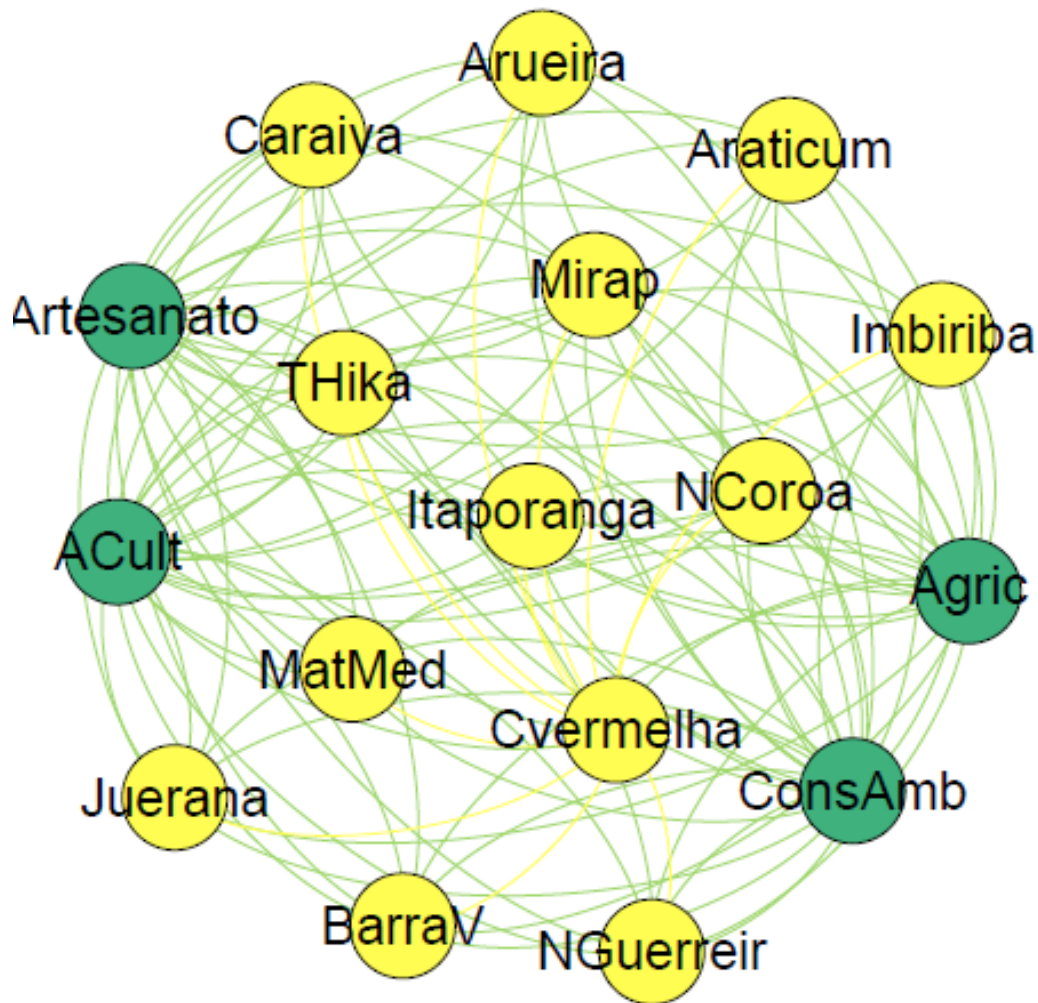 Arueira
Caraiva
Araticum
Mirap
Artesanato
Imbiriba
THika
NCoroa
Itaporanga
ACult
Agric
MatMed
Cvermelha
Juerana
ConsAmb
BarraV
NGuerreir